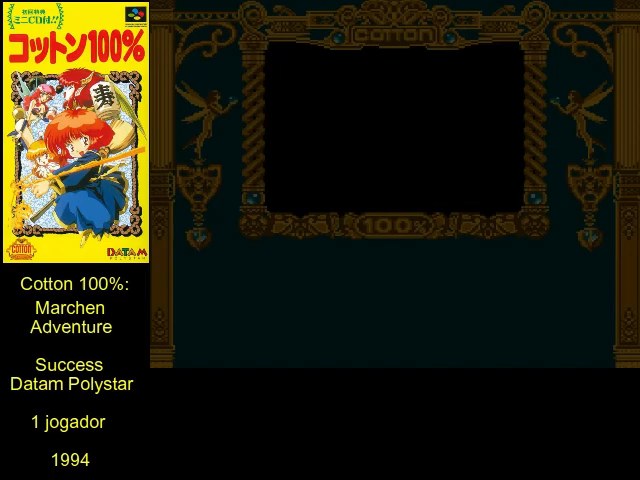 初回特典
ミニCD付!!
コットン100%
寿
COTTON
DATAM
POLYSTAR
COTTON
100%
Cotton 100%:
Marchen
Adventure
Success
Datam Polystar
1 jogador
1994